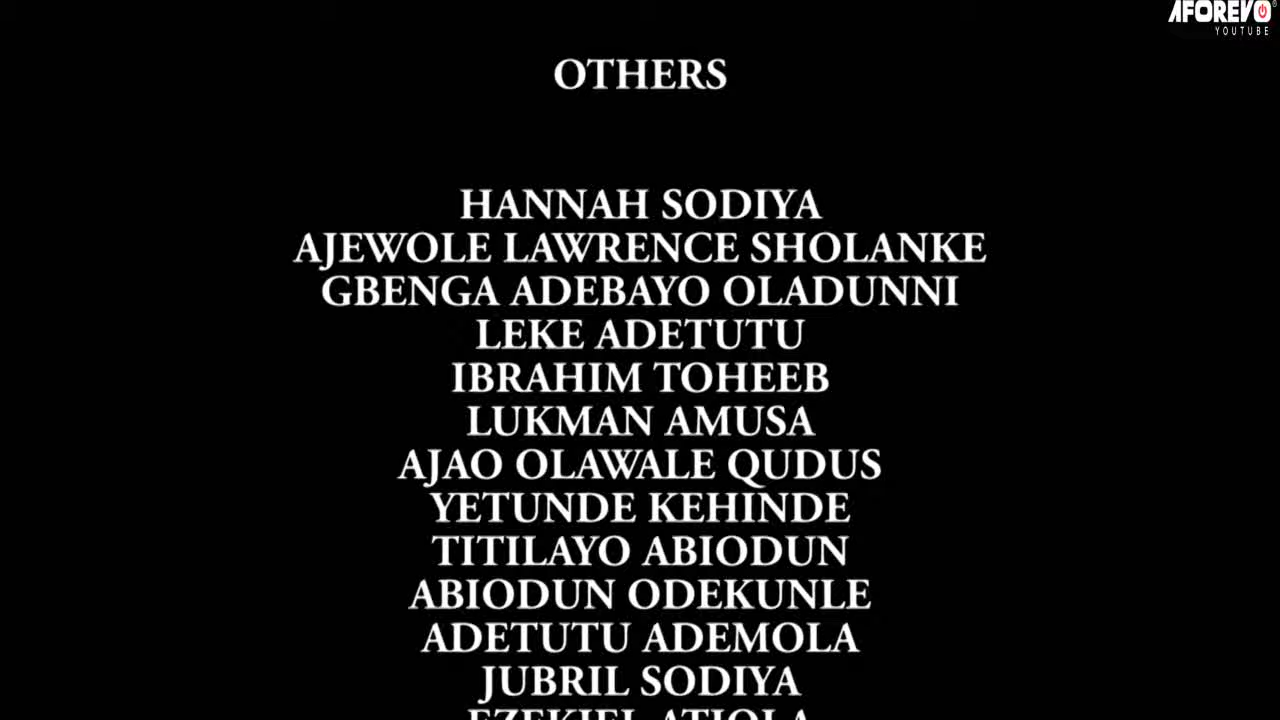 AFOREVO
YOUTUBE
OTHERS
HANNAH SODIYA
AJEWOLE LAWRENCE SHOLANKE
GBENGA ADEBAYO OLADUNNI
LEKE ADETUTU
IBRAHIM TOHEEB
LUKMAN AMUSA
AJAO OLAWALE QUDUS
YETUNDE KEHINDE
TITILAYO ABIODUN
ABIODUN ODEKUNLE
ADETUTU ADEMOLA
JUBRIL SODIYA
EZEKIEL